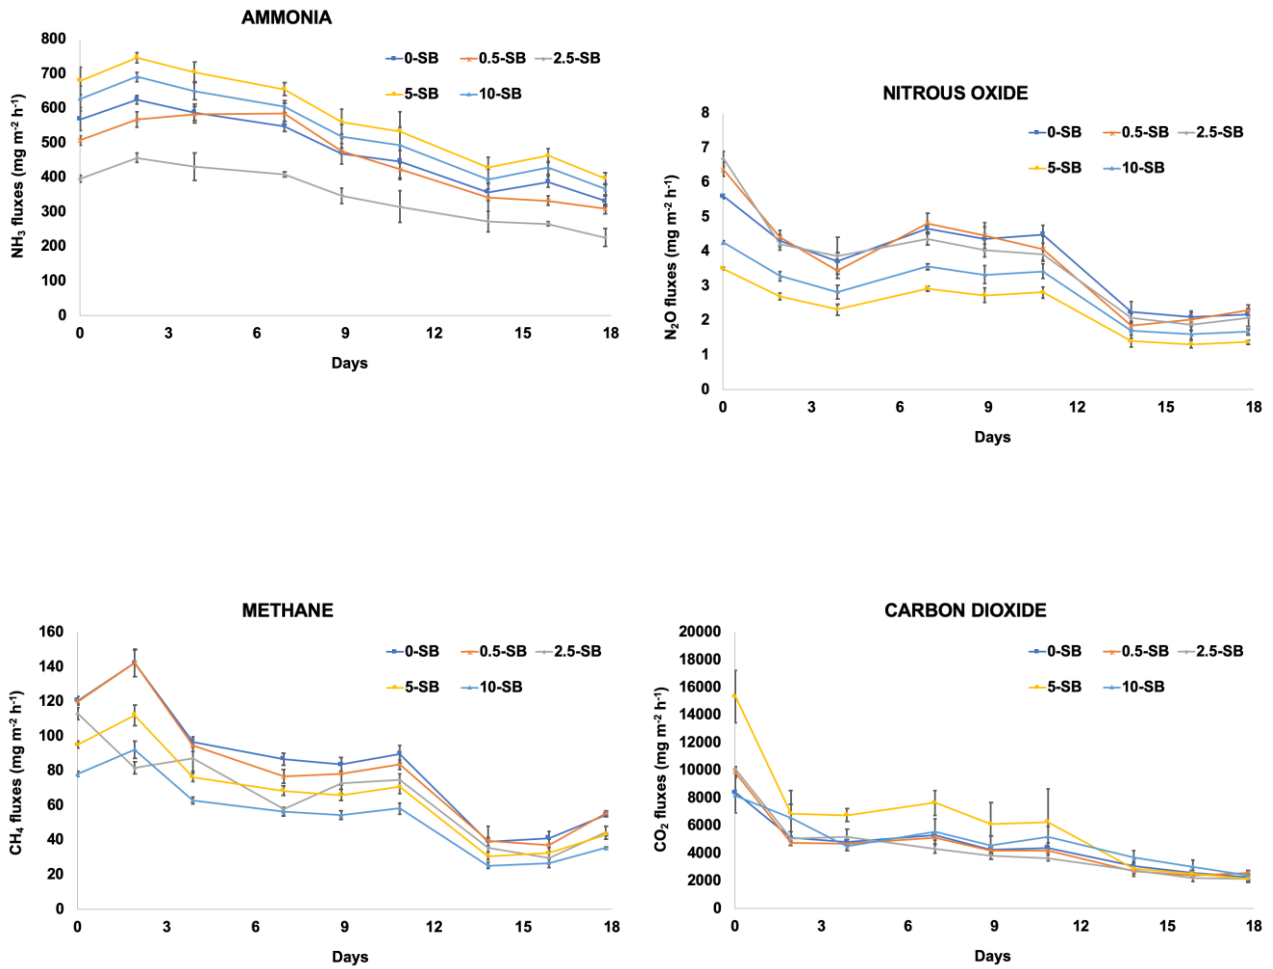 AMMONIA
800
700
600
500
400
300
200
100
0
NH₃ fluxes (mg m⁻² h⁻¹)
0-SB 0.5-SB 2.5-SB
5-SB 10-SB
0 3 6 9 12 15 18
Days
NITROUS OXIDE
8
7
6
5
4
3
2
1
0
N₂O fluxes (mg m⁻² h⁻¹)
0-SB 0.5-SB 2.5-SB
5-SB 10-SB
0 3 6 9 12 15 18
Days
METHANE
160
140
120
100
80
60
40
20
0
CH₄ fluxes (mg m⁻² h⁻¹)
0-SB 0.5-SB 2.5-SB
5-SB 10-SB
0 3 6 9 12 15 18
Days
CARBON DIOXIDE
20000
18000
16000
14000
12000
10000
8000
6000
4000
2000
0
CO₂ fluxes (mg m⁻² h⁻¹)
0-SB 0.5-SB 2.5-SB
5-SB 10-SB
0 3 6 9 12 15 18
Days